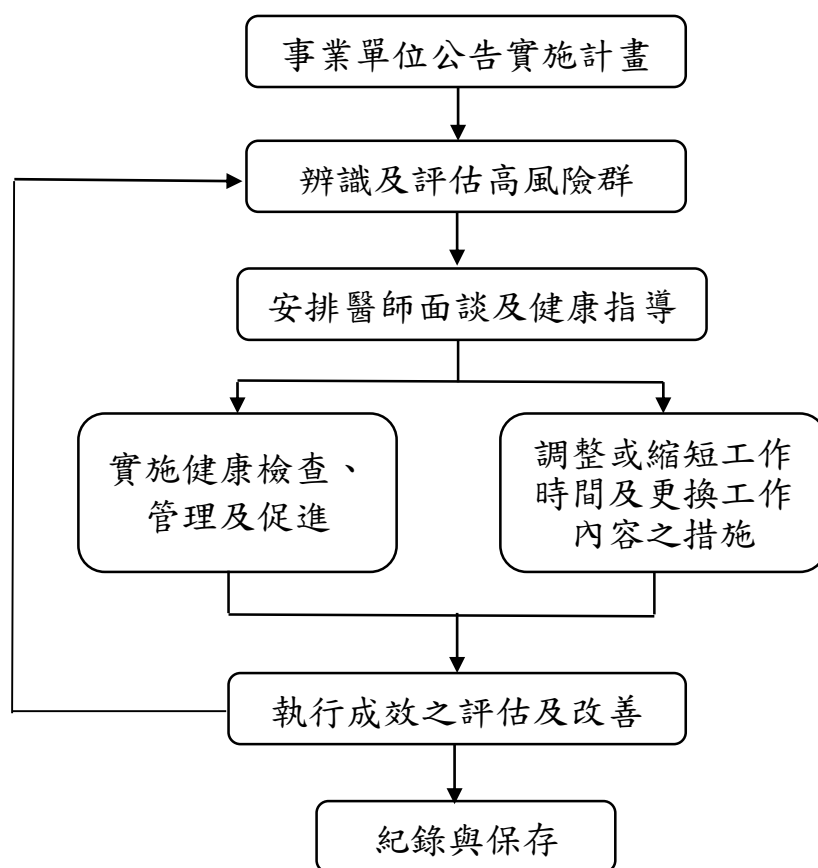 事業單位公告實施計畫
辨識及評估高風險群
安排醫師面談及健康指導
實施健康檢查、
管理及促進
調整或縮短工作
時間及更換工作
內容之措施
執行成效之評估及改善
紀錄與保存